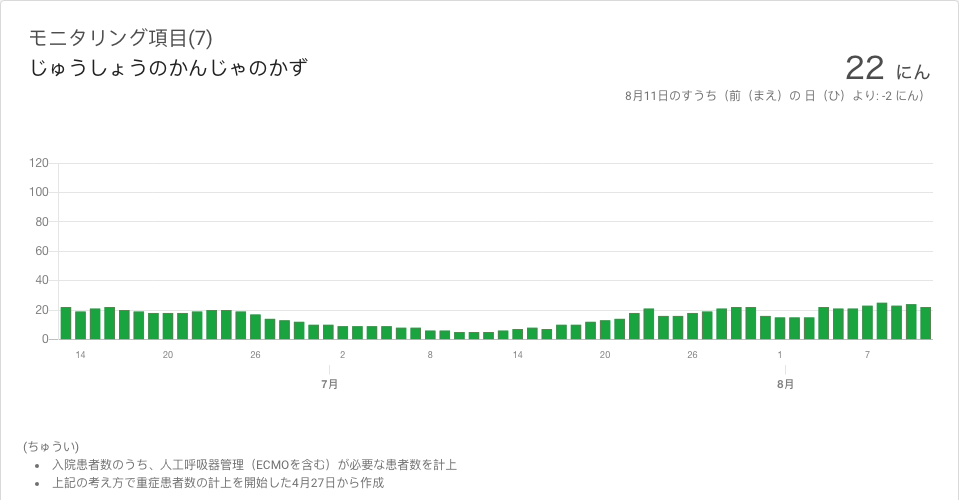 モニタリング項目(7)
じゅうしょうのかんじゃのかず
22 にん
8月11日のすうち（前（まえ）の 日（ひ）より: -2 にん）
120
100
80
60
40
20
0
14 20 26 2 8 14 20 26 1 7
7月 8月
(ちゅうい)
• 入院患者数のうち、人工呼吸器管理（ECMOを含む）が必要な患者数を計上
• 上記の考え方で重症患者数の計上を開始した4月27日から作成